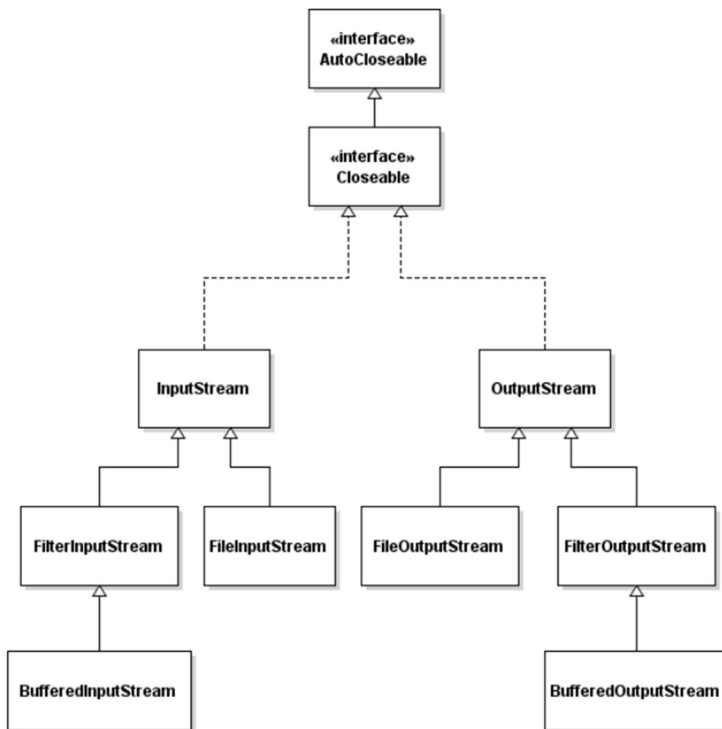 «interface»
AutoCloseable
«interface»
Closeable
InputStream
OutputStream
FilterInputStream
FileInputStream
FileOutputStream
FilterOutputStream
BufferedInputStream
BufferedOutputStream